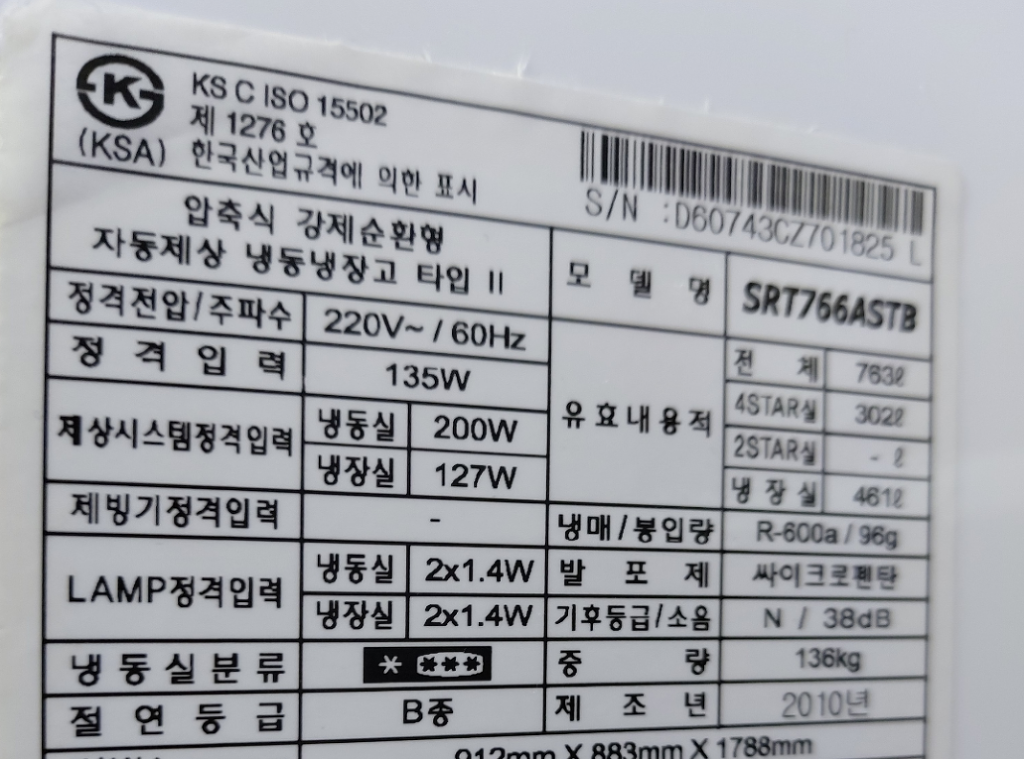 K
(KSA)
KS C ISO 15502
제 1276 호
한국산업규격에 의한 표시
S/N :D60743CZ701825 L
압축식 강제순환형
자동제상 냉동냉장고 타입 II
모 델 명 SRT766ASTB
정격전압/주파수 220V~ / 60Hz
정 격 입 력 135W
제상시스템정격입력 냉동실 200W
냉장실 127W
유효내용적 전 체 763ℓ
4STAR실 302ℓ
2STAR실 - ℓ
냉 장 실 461ℓ
제빙기정격입력 -
냉매/봉입량 R-600a / 96g
LAMP정격입력 냉동실 2x1.4W
냉장실 2x1.4W
발 포 제 싸이크로펜탄
기후등급/소음 N / 38dB
냉 동 실 분 류 * ***
중 량 136kg
절 연 등 급 B종
제 조 년 2010년
912mm X 883mm X 1788mm